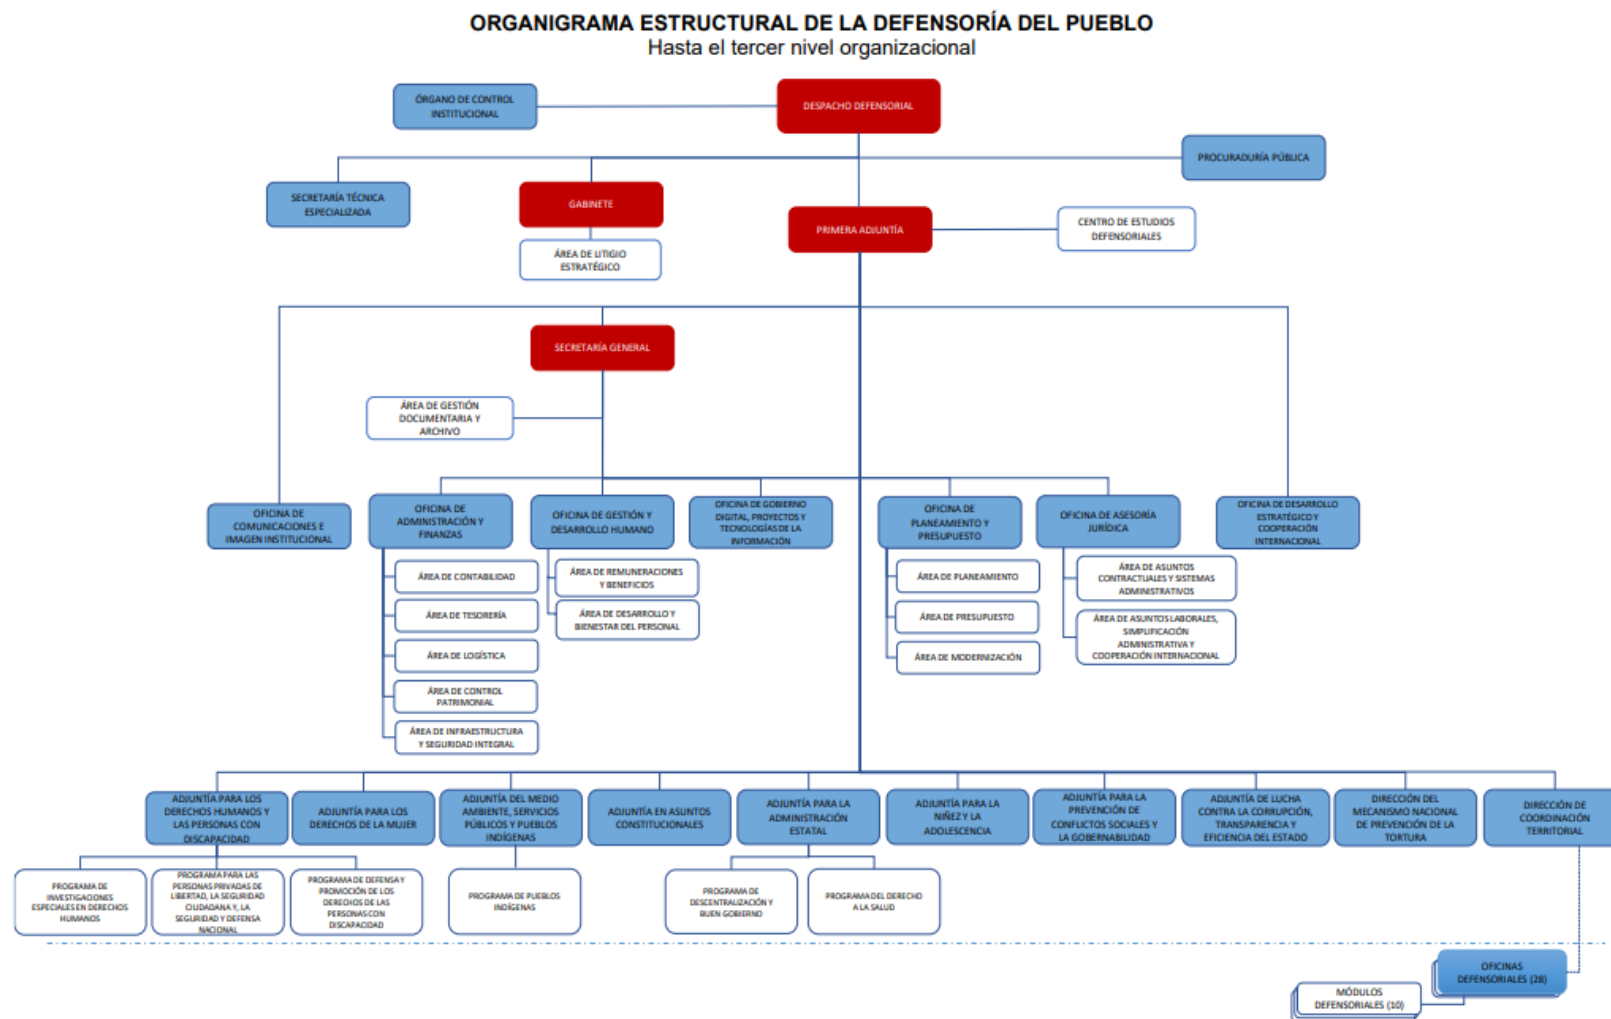 ORGANIGRAMA ESTRUCTURAL DE LA DEFENSORÍA DEL PUEBLO
Hasta el tercer nivel organizacional
ÓRGANO DE CONTROL
INSTITUCIONAL
DESPACHO DEFENSORIAL
PROCURADURÍA PÚBLICA
SECRETARÍA TÉCNICA
ESPECIALIZADA
GABINETE
ÁREA DE LITIGIO
ESTRATÉGICO
PRIMERA ADJUNTÍA
CENTRO DE ESTUDIOS
DEFENSORIALES
SECRETARÍA GENERAL
ÁREA DE GESTIÓN
DOCUMENTARIA Y
ARCHIVO
OFICINA DE
COMUNICACIONES E
IMAGEN INSTITUCIONAL
OFICINA DE
ADMINISTRACIÓN Y
FINANZAS
ÁREA DE CONTABILIDAD
ÁREA DE TESORERÍA
ÁREA DE LOGÍSTICA
ÁREA DE CONTROL
PATRIMONIAL
ÁREA DE INFRAESTRUCTURA
Y SEGURIDAD INTEGRAL
OFICINA DE GESTIÓN Y
DESARROLLO HUMANO
ÁREA DE REMUNERACIONES
Y BENEFICIOS
ÁREA DE DESARROLLO Y
BIENESTAR DEL PERSONAL
OFICINA DE GOBIERNO
DIGITAL, PROYECTOS Y
TECNOLOGÍAS DE LA
INFORMACIÓN
OFICINA DE
PLANEAMIENTO Y
PRESUPUESTO
ÁREA DE PLANEAMIENTO
ÁREA DE PRESUPUESTO
ÁREA DE MODERNIZACIÓN
OFICINA DE ASESORÍA
JURÍDICA
ÁREA DE ASUNTOS
CONTRACTUALES Y SISTEMAS
ADMINISTRATIVOS
ÁREA DE ASUNTOS LABORALES,
SIMPLIFICACIÓN
ADMINISTRATIVA Y
COOPERACIÓN INTERNACIONAL
OFICINA DE DESARROLLO
ESTRATÉGICO Y
COOPERACIÓN
INTERNACIONAL
ADJUNTÍA PARA LOS
DERECHOS HUMANOS Y
LAS PERSONAS CON
DISCAPACIDAD
ADJUNTÍA PARA LOS
DERECHOS DE LA MUJER
ADJUNTÍA DEL MEDIO
AMBIENTE, SERVICIOS
PÚBLICOS Y PUEBLOS
INDÍGENAS
ADJUNTÍA EN ASUNTOS
CONSTITUCIONALES
ADJUNTÍA PARA LA
ADMINISTRACIÓN
ESTATAL
ADJUNTÍA PARA LA
NIÑEZ Y LA
ADOLESCENCIA
ADJUNTÍA PARA LA
PREVENCIÓN DE
CONFLICTOS SOCIALES Y
LA GOBERNABILIDAD
ADJUNTÍA DE LUCHA
CONTRA LA CORRUPCIÓN,
TRANSPARENCIA Y
EFICIENCIA DEL ESTADO
DIRECCIÓN DEL
MECANISMO NACIONAL
DE PREVENCIÓN DE LA
TORTURA
DIRECCIÓN DE
COORDINACIÓN
TERRITORIAL
PROGRAMA DE
INVESTIGACIONES
ESPECIALES EN DERECHOS
HUMANOS
PROGRAMA PARA LAS
PERSONAS PRIVADAS DE
LIBERTAD, LA SEGURIDAD
CIUDADANA Y, LA
SEGURIDAD Y DEFENSA
NACIONAL
PROGRAMA DE DEFENSA Y
PROMOCIÓN DE LOS
DERECHOS DE LAS
PERSONAS CON
DISCAPACIDAD
PROGRAMA DE PUEBLOS
INDÍGENAS
PROGRAMA DE
DESCENTRALIZACIÓN Y
BUEN GOBIERNO
PROGRAMA DEL DERECHO
A LA SALUD
OFICINAS
DEFENSORIALES (28)
MÓDULOS
DEFENSORIALES (10)